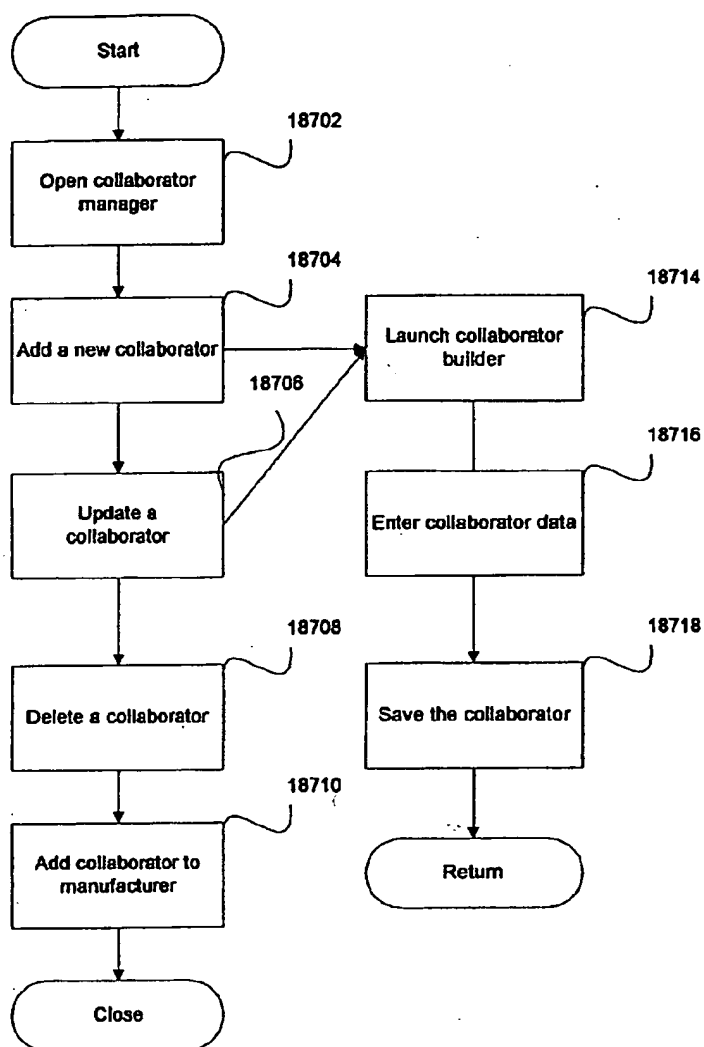 Start
18702
Open collaborator
manager
18704
Add a new collaborator
18714
Launch collaborator
builder
18706
Update a
collaborator
18716
Enter collaborator data
18708
Delete a collaborator
18718
Save the collaborator
18710
Add collaborator to
manufacturer
Return
Close